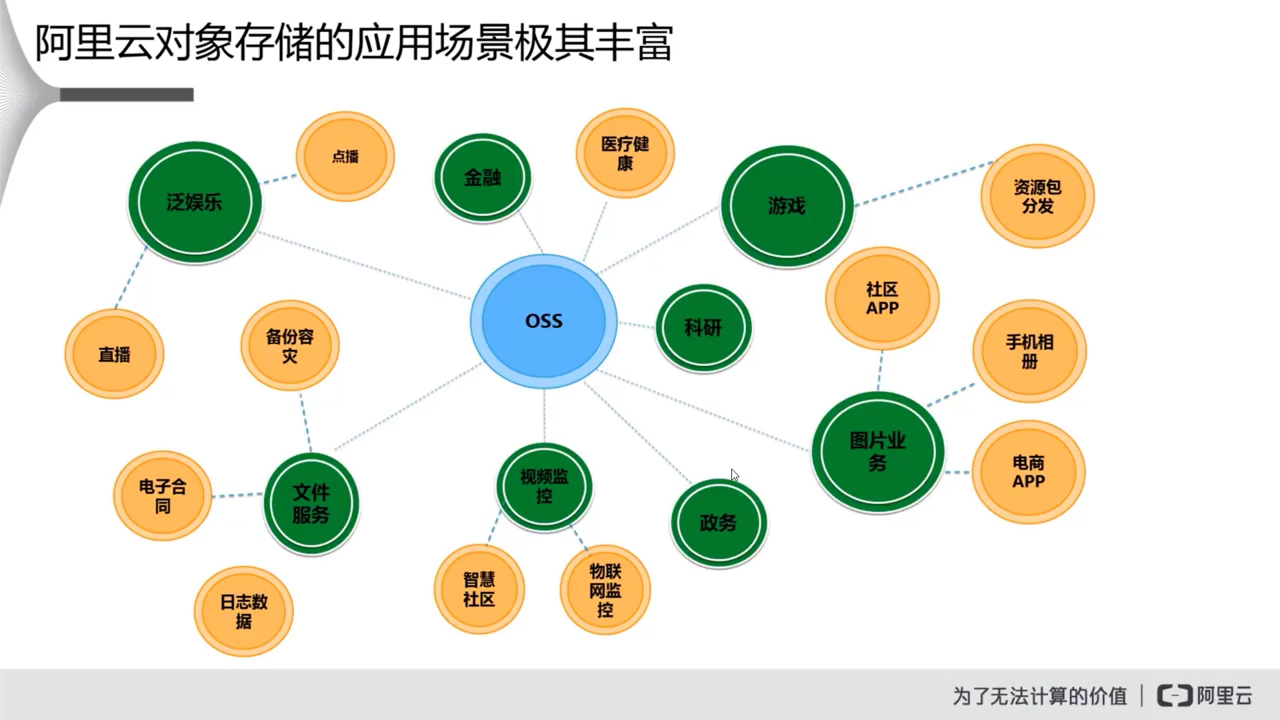 阿里云对象存储的应用场景极其丰富
点播
医疗健
康
金融
泛娱乐
游戏
资源包
分发
社区
APP
OSS
科研
备份容
灾
直播
手机相
册
图片业
务
电商
APP
视频监
控
电子合
同
文件
服务
政务
智慧
社区
物联
网监
控
日志数
据
为了无法计算的价值
阿里云